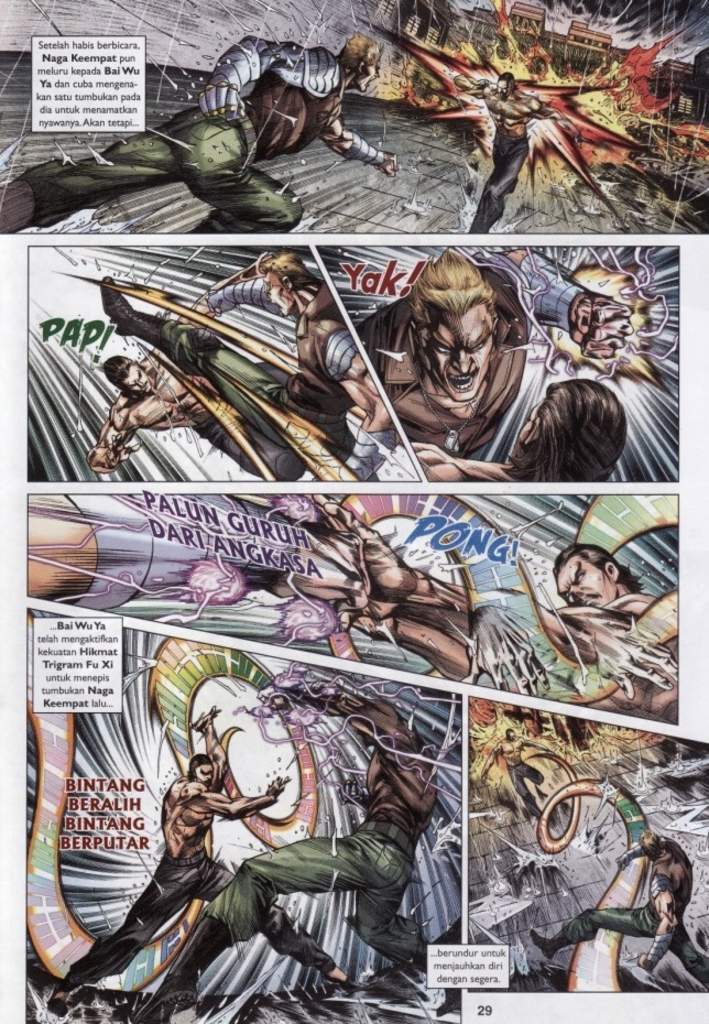 Setelah habis berbicara,
Naga Keempat pun
meluru kepada Bai Wu
Ya dan cuba mengena-
kan satu tumbukan pada
dia untuk menamatkan
nyawanya. Akan tetapi...
PAP!
Yak!
PALUN GURUH
DARI ANGKASA
PONG!
...Bai Wu Ya
telah mengaktifkan
kekuatan Hikmat
Trigram Fu Xi
untuk menepis
tumbukan Naga
Keempat lalu...
BINTANG
BERALIH
BINTANG
BERPUTAR
...berundur untuk
menjauhkan diri
dengan segera.
29